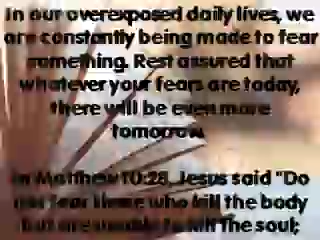 In our overexposed daily lives, we
are constantly being made to fear
something. Rest assured that
whatever your fears are today,
there will be even more
tomorrow.
In Matthew 10:28, Jesus said "Do
not fear those who kill the body
but are unable to kill the soul;